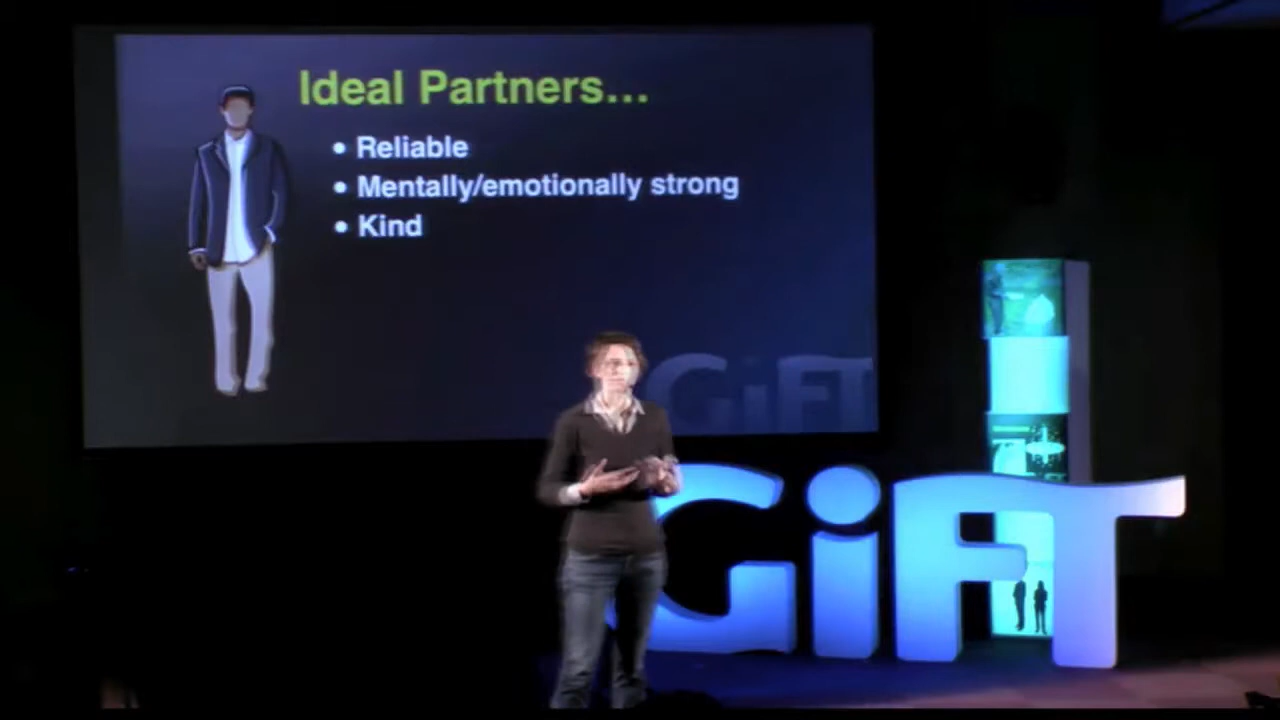 Ideal Partners...
• Reliable
• Mentally/emotionally strong
• Kind
GiFT
GiFT